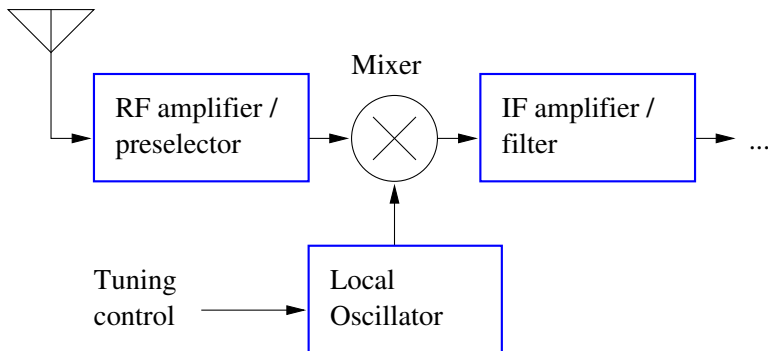 Mixer
RF amplifier /
preselector
IF amplifier /
filter
...
Tuning
control
Local
Oscillator